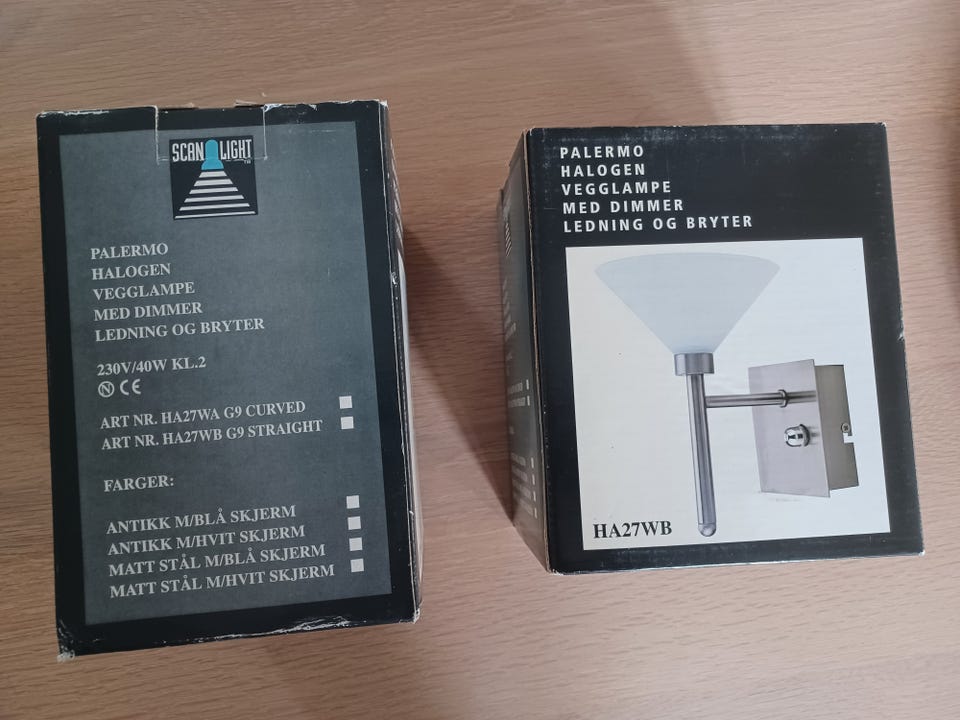 SCAN LIGHT
TM
PALERMO
HALOGEN
VEGGLAMPE
MED DIMMER
LEDNING OG BRYTER
230V/40W KL.2
N CE
ART NR. HA27WA G9 CURVED
ART NR. HA27WB G9 STRAIGHT
FARGER:
ANTIKK M/BLÅ SKJERM
ANTIKK M/HVIT SKJERM
MATT STÅL M/BLÅ SKJERM
MATT STÅL M/HVIT SKJERM
PALERMO
HALOGEN
VEGGLAMPE
MED DIMMER
LEDNING OG BRYTER
HA27WB